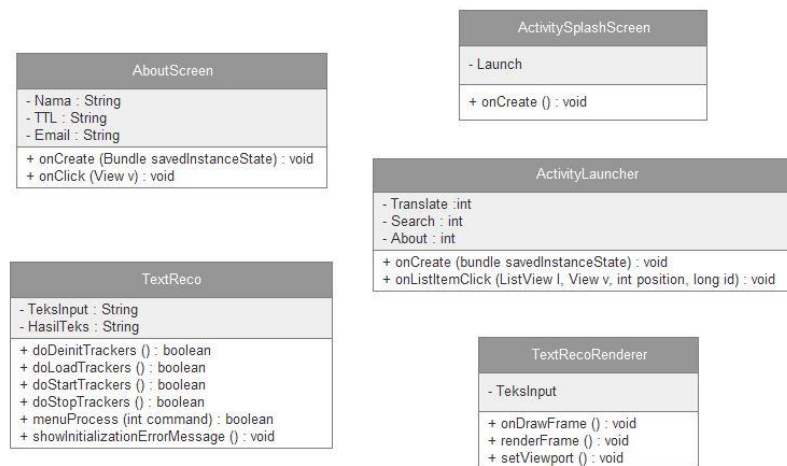 ActivitySplashScreen
- Launch
+ onCreate () : void
AboutScreen
- Nama : String
- TTL : String
- Email : String
+ onCreate (Bundle savedInstanceState) : void
+ onClick (View v) : void
ActivityLauncher
- Translate :int
- Search : int
- About : int
+ onCreate (bundle savedInstanceState) : void
+ onListItemClick (ListView l, View v, int position, long id) : void
TextReco
- TeksInput : String
- HasilTeks : String
+ doDeinitTrackers () : boolean
+ doLoadTrackers () : boolean
+ doStartTrackers () : boolean
+ doStopTrackers () : boolean
+ menuProcess (int command) : boolean
+ showInitializationErrorMessage () : void
TextRecoRenderer
- TeksInput
+ onDrawFrame () : void
+ renderFrame () : void
+ setViewport () : void